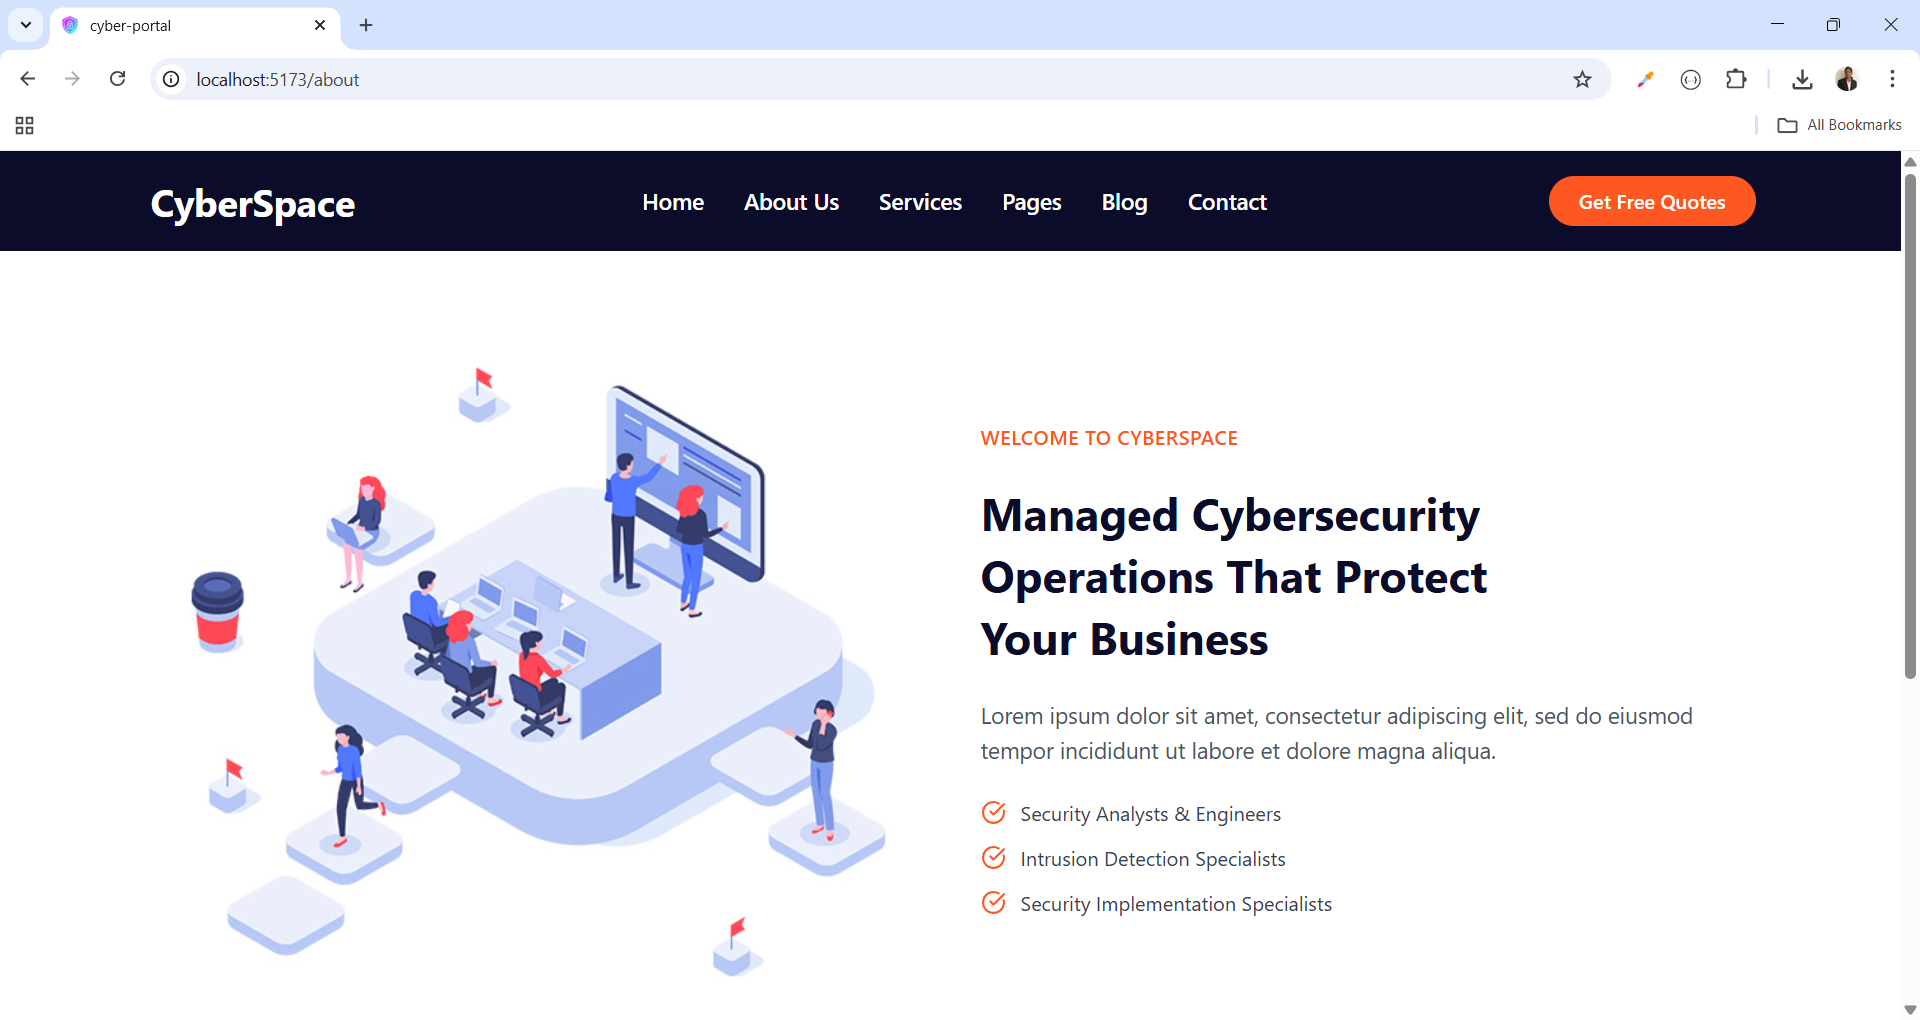 cyber-portal
localhost:5173/about
All Bookmarks
CyberSpace
Home
About Us
Services
Pages
Blog
Contact
Get Free Quotes
WELCOME TO CYBERSPACE
Managed Cybersecurity
Operations That Protect
Your Business
Lorem ipsum dolor sit amet, consectetur adipiscing elit, sed do eiusmod
tempor incididunt ut labore et dolore magna aliqua.
Security Analysts & Engineers
Intrusion Detection Specialists
Security Implementation Specialists